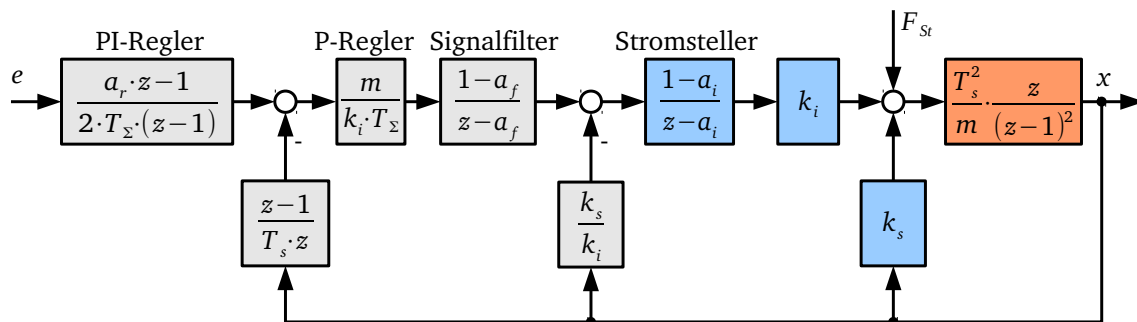 PI-Regler P-Regler Signalfilter Stromsteller F_St
e (a_r·z−1)/(2·T_Σ·(z−1)) m/(k_i·T_Σ) (1−a_f)/(z−a_f) (1−a_i)/(z−a_i) k_i T_s^2/m · z/(z−1)^2 x
- -
(z−1)/(T_s·z) k_s/k_i k_s